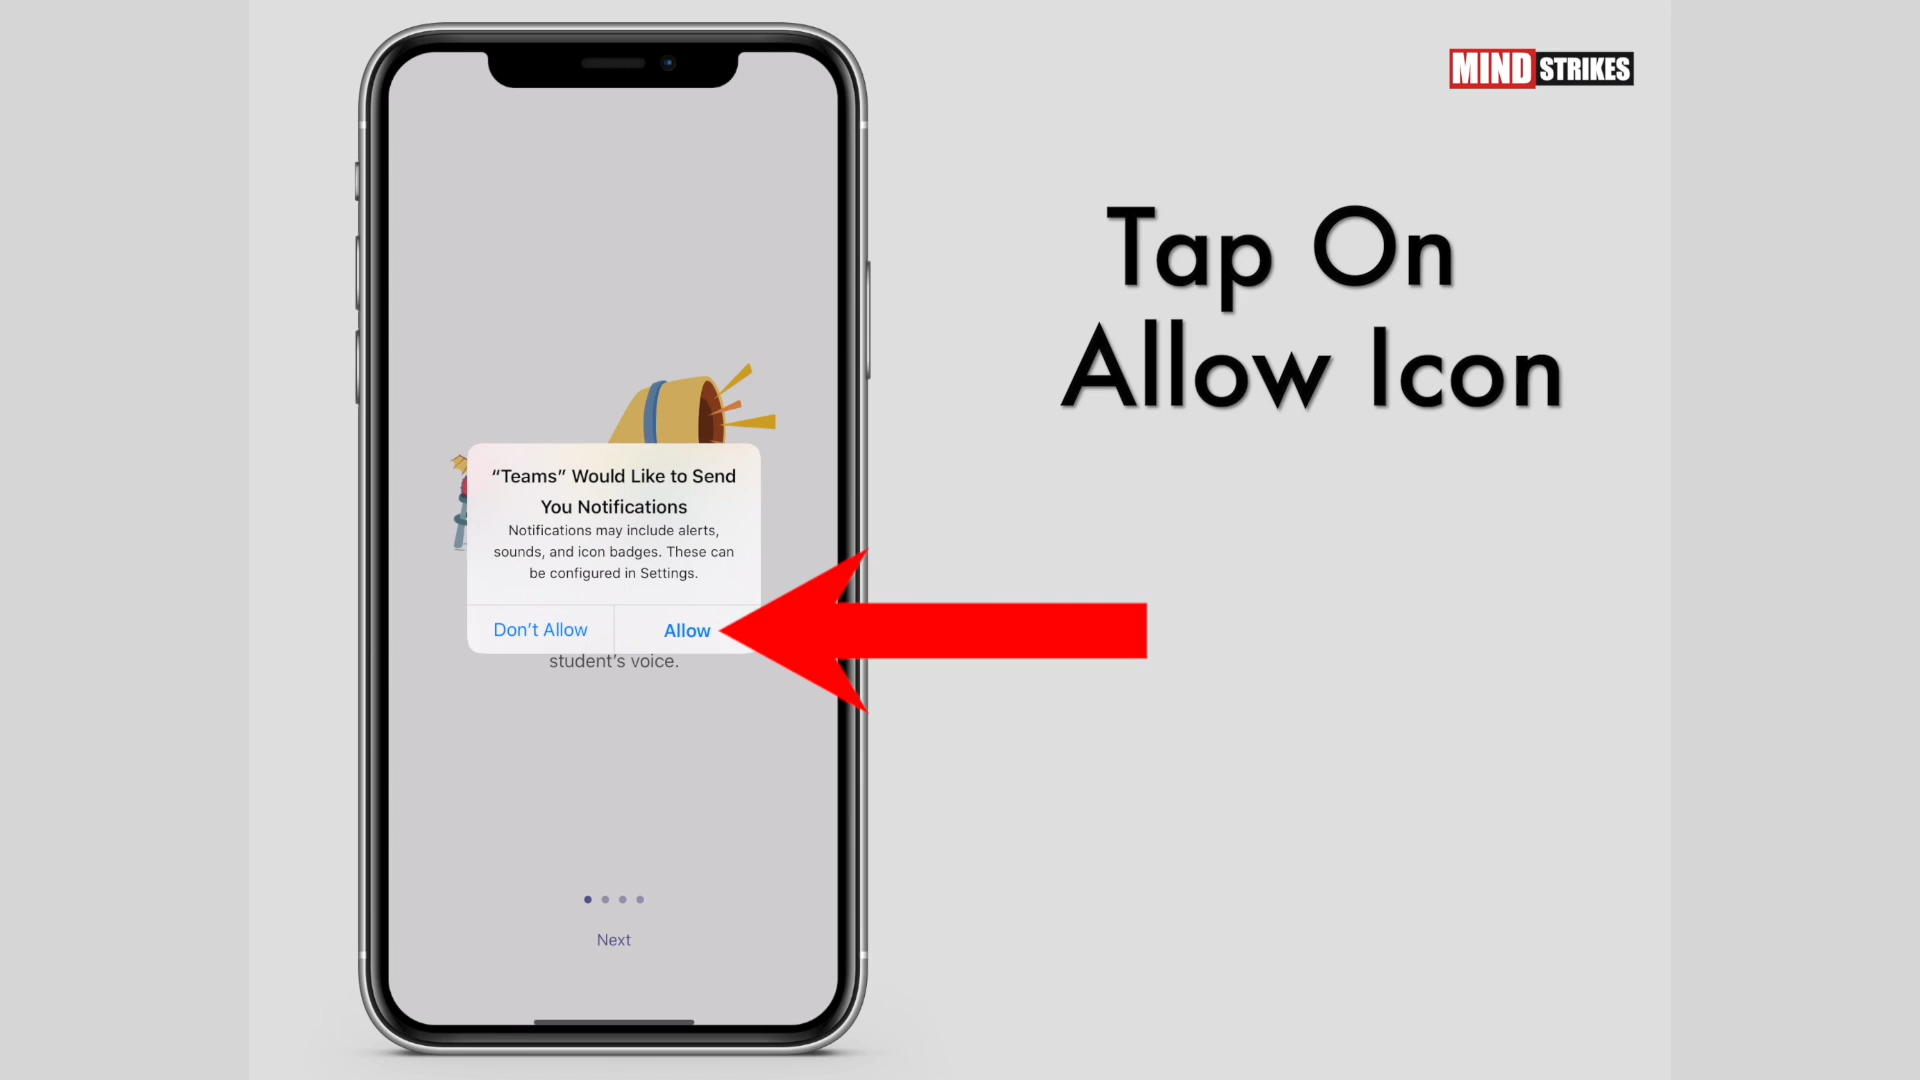 MIND STRIKES
Tap On
Allow Icon
“Teams” Would Like to Send
You Notifications
Notifications may include alerts,
sounds, and icon badges. These can
be configured in Settings.
Don’t Allow
Allow
student’s voice.
Next